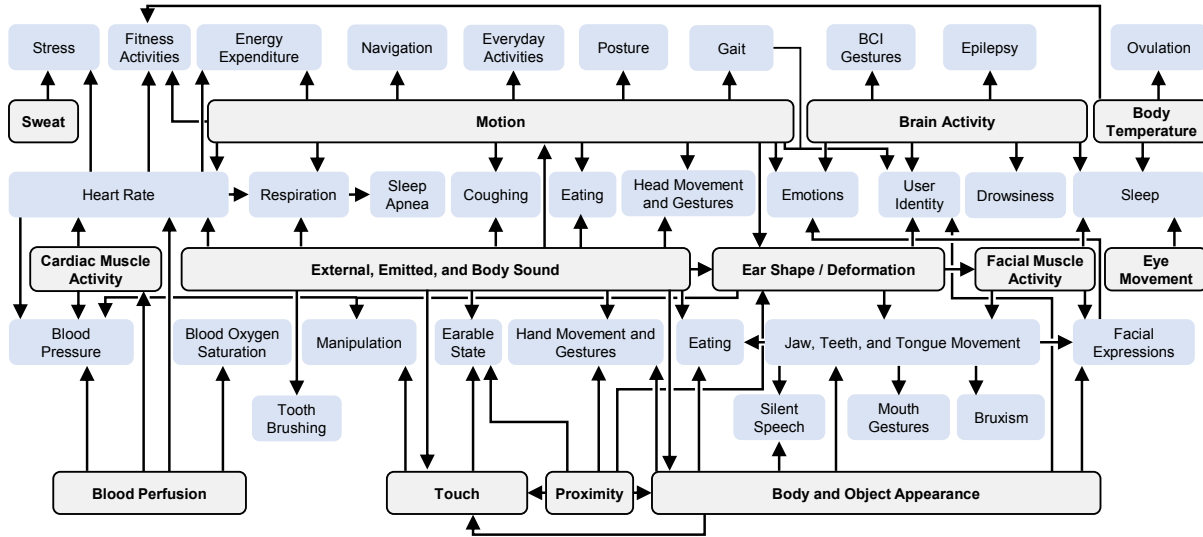 Stress
Fitness
Activities
Energy
Expenditure
Navigation
Everyday
Activities
Posture
Gait
BCI
Gestures
Epilepsy
Ovulation
Sweat
Motion
Brain Activity
Body
Temperature
Heart Rate
Respiration
Sleep
Apnea
Coughing
Eating
Head Movement
and Gestures
Emotions
User
Identity
Drowsiness
Sleep
Cardiac Muscle
Activity
External, Emitted, and Body Sound
Ear Shape / Deformation
Facial Muscle
Activity
Eye
Movement
Blood
Pressure
Blood Oxygen
Saturation
Manipulation
Earable
State
Hand Movement and
Gestures
Eating
Jaw, Teeth, and Tongue Movement
Facial
Expressions
Tooth
Brushing
Silent
Speech
Mouth
Gestures
Bruxism
Blood Perfusion
Touch
Proximity
Body and Object Appearance